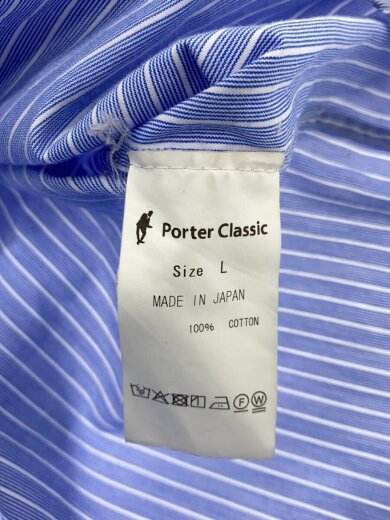 Porter Classic
Size L
MADE IN JAPAN
100% COTTON
F W